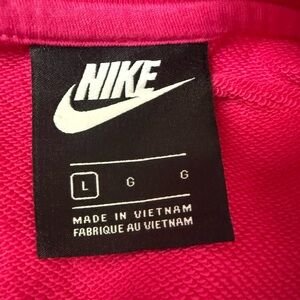 NIKE
L G G
MADE IN VIETNAM
FABRIQUE AU VIETNAM